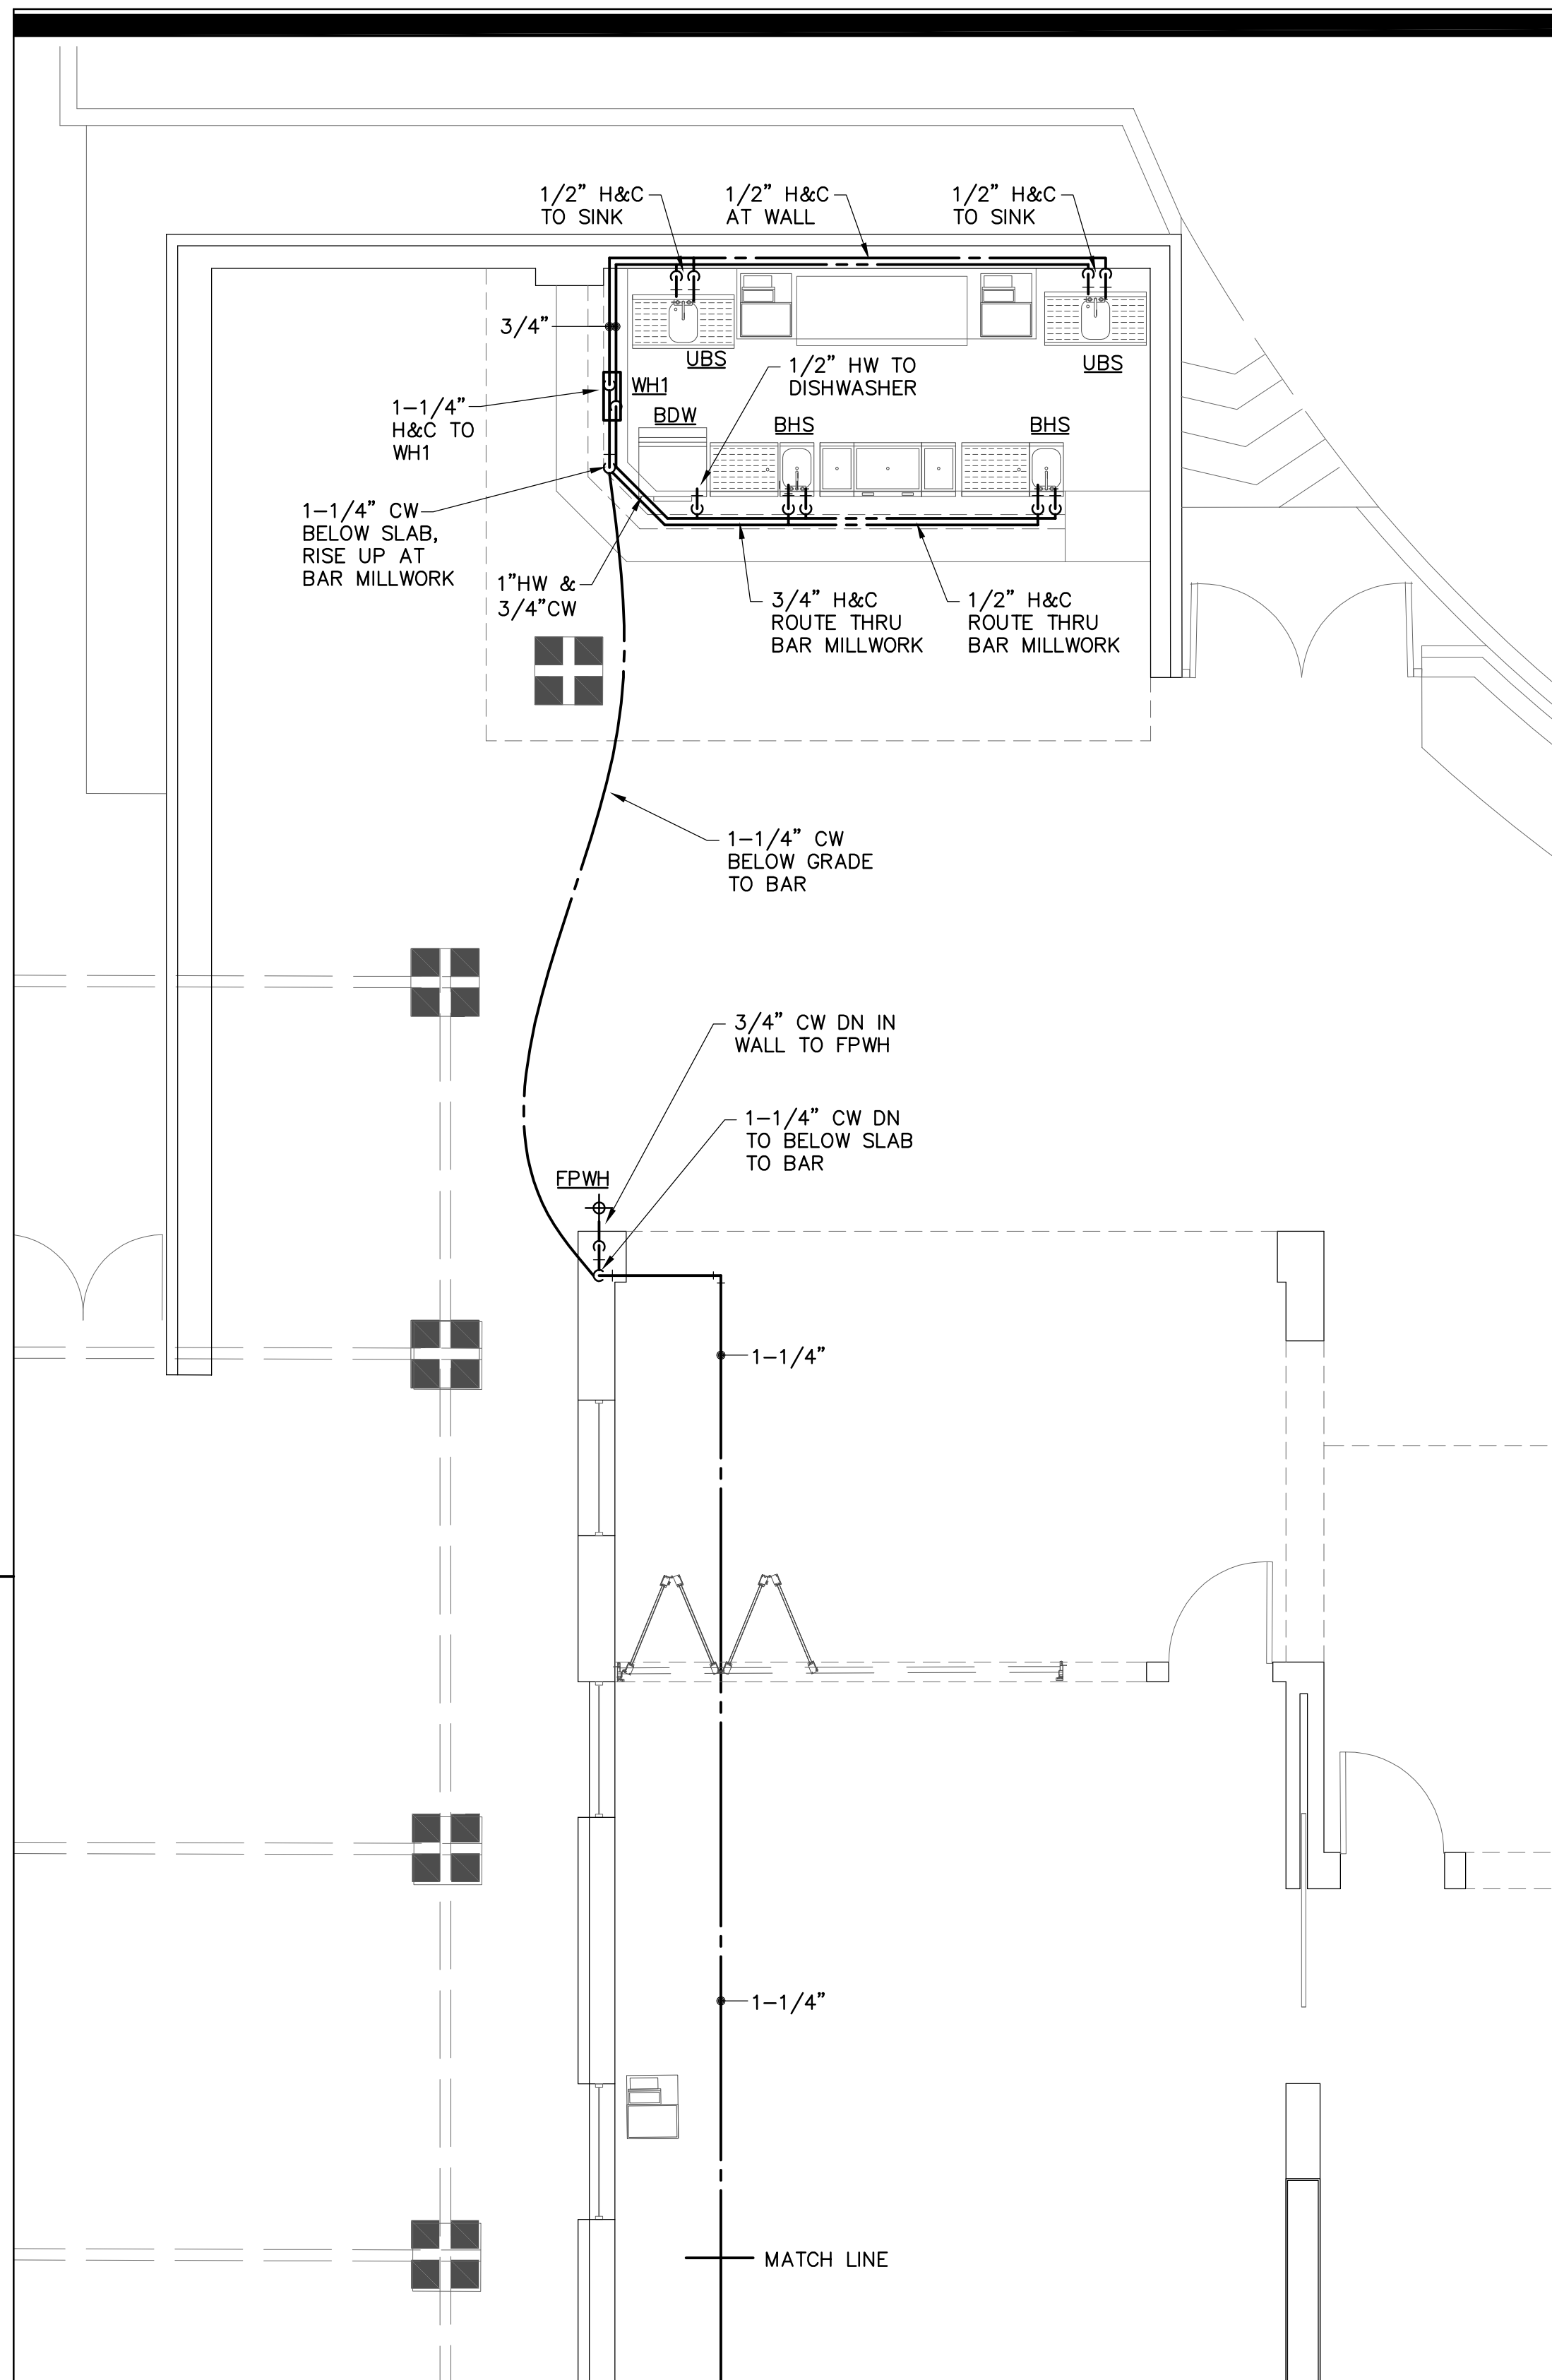 1/2" H&C
TO SINK
1/2" H&C
AT WALL
1/2" H&C
TO SINK
3/4"
UBS
UBS
1/2" HW TO
DISHWASHER
WH1
1-1/4"
H&C TO
WH1
BDW
BHS
BHS
1-1/4" CW
BELOW SLAB,
RISE UP AT
BAR MILLWORK
1"HW &
3/4"CW
3/4" H&C
ROUTE THRU
BAR MILLWORK
1/2" H&C
ROUTE THRU
BAR MILLWORK
1-1/4" CW
BELOW GRADE
TO BAR
3/4" CW DN IN
WALL TO FPWH
1-1/4" CW DN
TO BELOW SLAB
TO BAR
FPWH
1-1/4"
1-1/4"
MATCH LINE